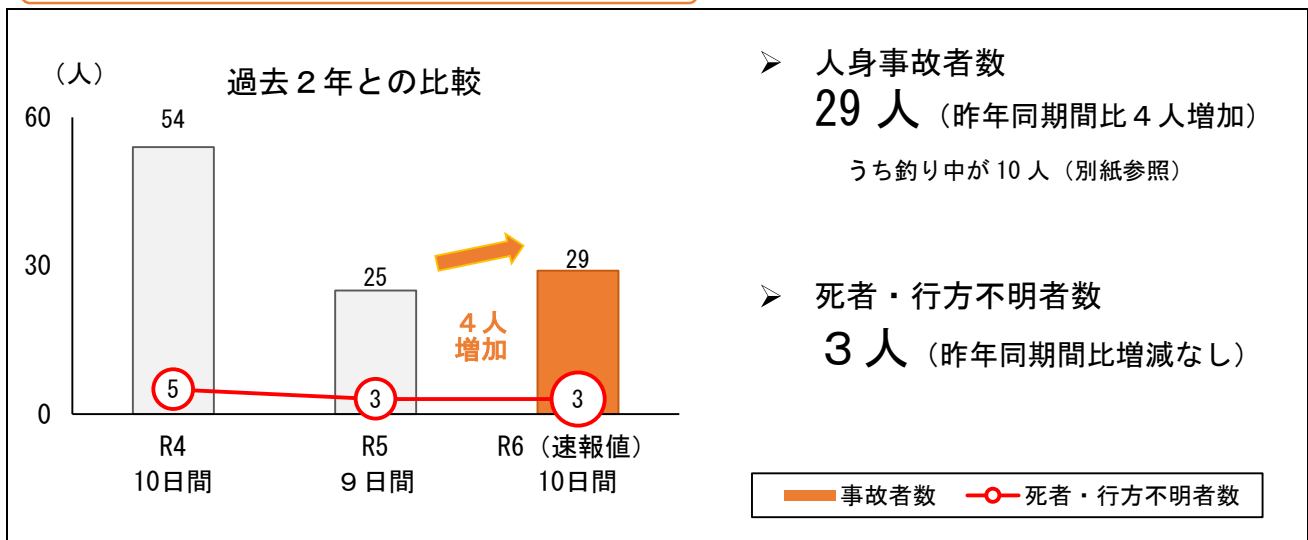 (人)
過去２年との比較
60
30
0
54
25
29
４人
増加
5
3
3
R4
10日間
R5
９日間
R6（速報値）
10日間
➢ 人身事故者数
29 人（昨年同期間比４人増加）
うち釣り中が 10 人（別紙参照）
➢ 死者・行方不明者数
３人（昨年同期間比増減なし）
事故者数
死者・行方不明者数